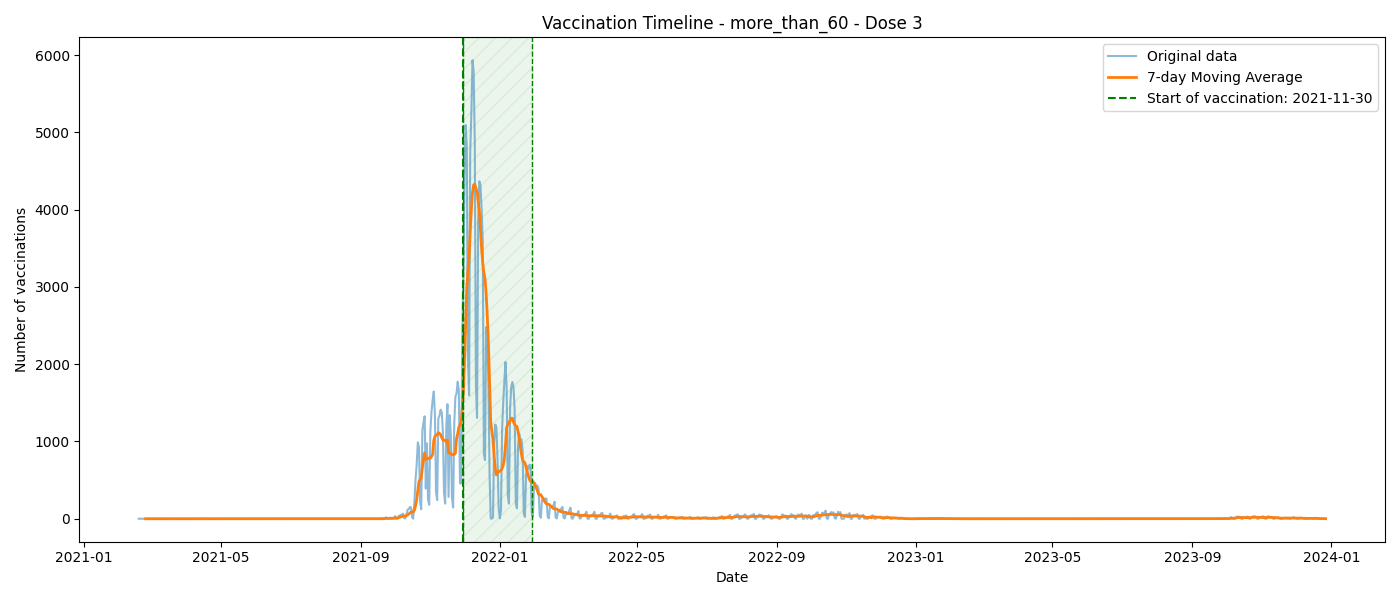 Vaccination Timeline - more_than_60 - Dose 3
Original data
7-day Moving Average
Start of vaccination: 2021-11-30
Number of vaccinations
6000
5000
4000
3000
2000
1000
0
2021-01
2021-05
2021-09
2022-01
2022-05
2022-09
2023-01
2023-05
2023-09
2024-01
Date